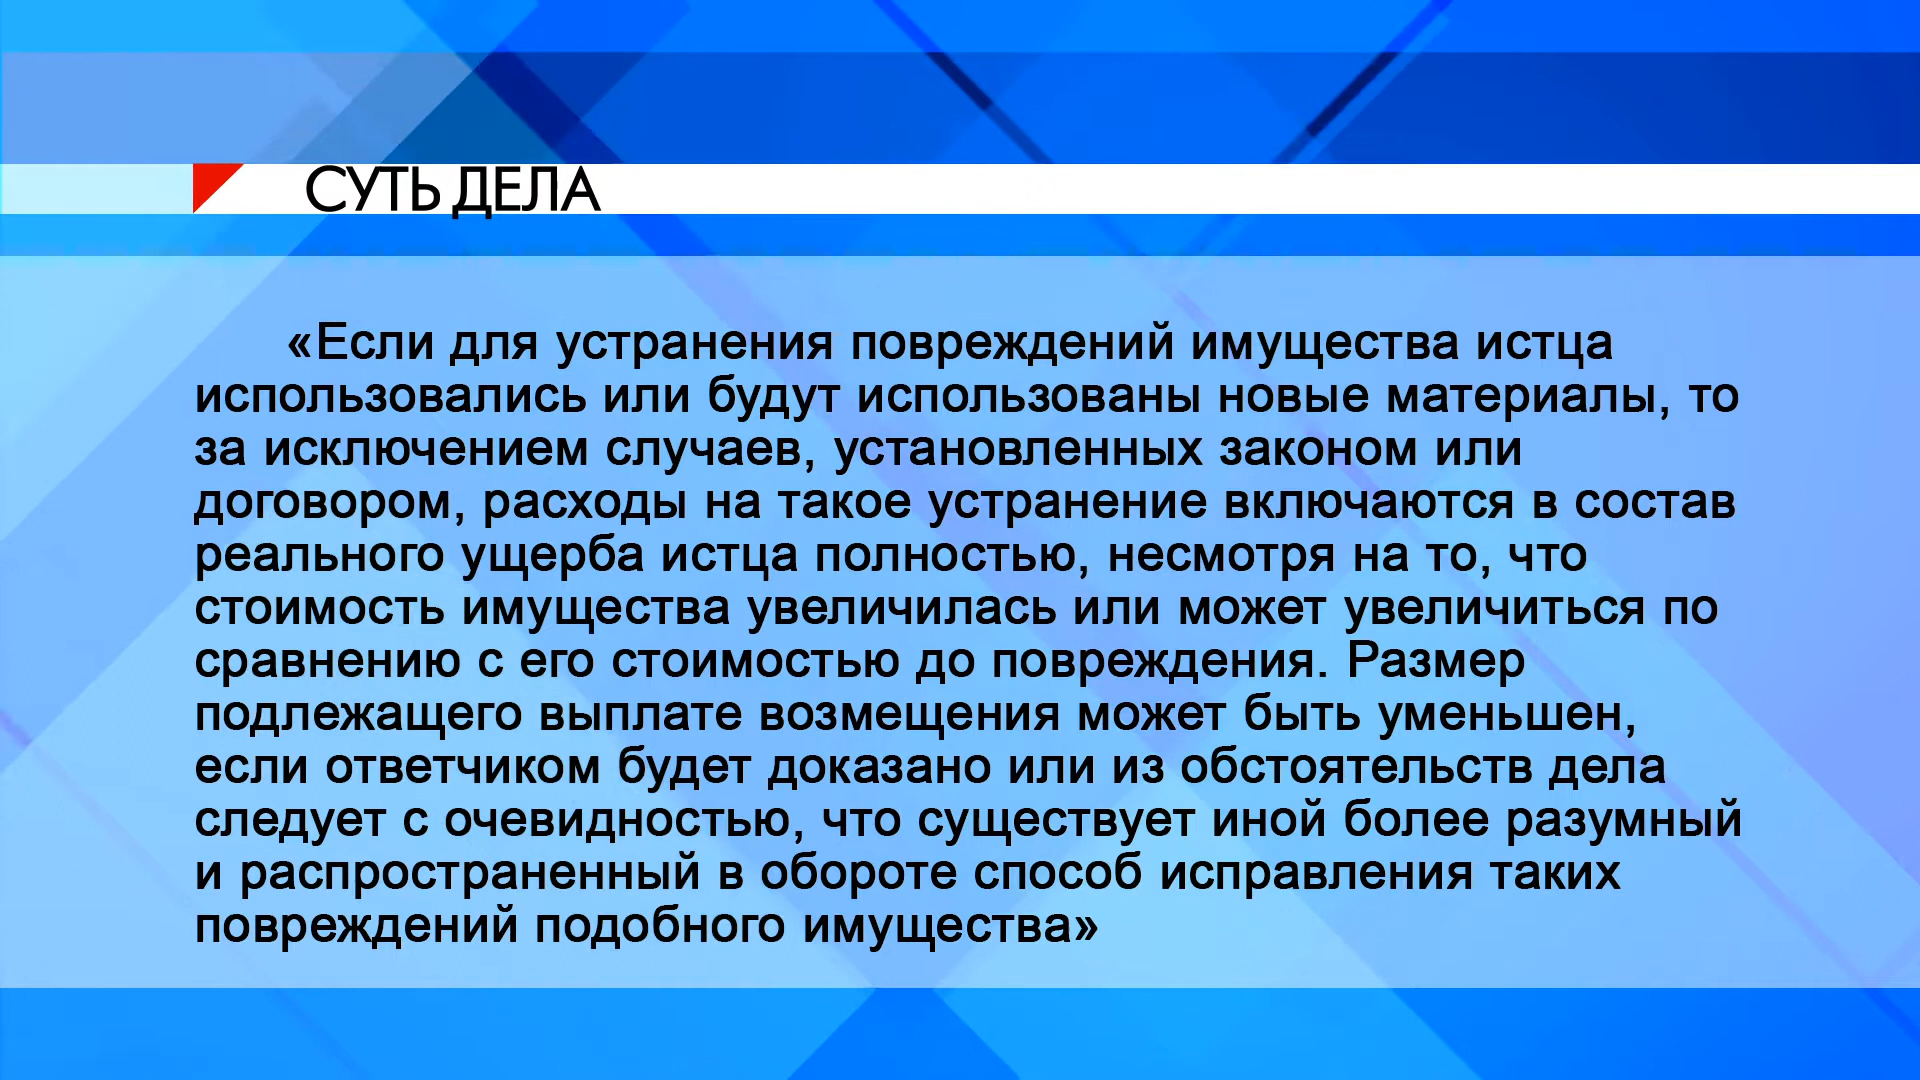 СУТЬ ДЕЛА
«Если для устранения повреждений имущества истца
использовались или будут использованы новые материалы, то
за исключением случаев, установленных законом или
договором, расходы на такое устранение включаются в состав
реального ущерба истца полностью, несмотря на то, что
стоимость имущества увеличилась или может увеличиться по
сравнению с его стоимостью до повреждения. Размер
подлежащего выплате возмещения может быть уменьшен,
если ответчиком будет доказано или из обстоятельств дела
следует с очевидностью, что существует иной более разумный
и распространенный в обороте способ исправления таких
повреждений подобного имущества»